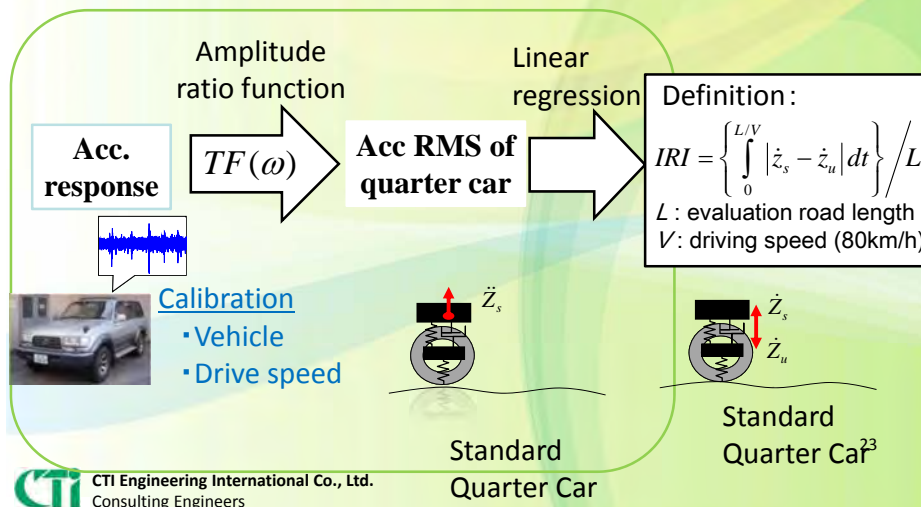 Amplitude
ratio function
Linear
regression
Acc.
response
TF(ω)
Acc RMS of
quarter car
Definition :
IRI = { ∫₀^{L/V} |ż_s − ż_u| dt } / L
L : evaluation road length
V : driving speed (80km/h)
Calibration
・Vehicle
・Drive speed
Z̈_s
Ż_s
Ż_u
Standard
Quarter Car
Standard
Quarter Car
23
CTi
CTI Engineering International Co., Ltd.
Consulting Engineers